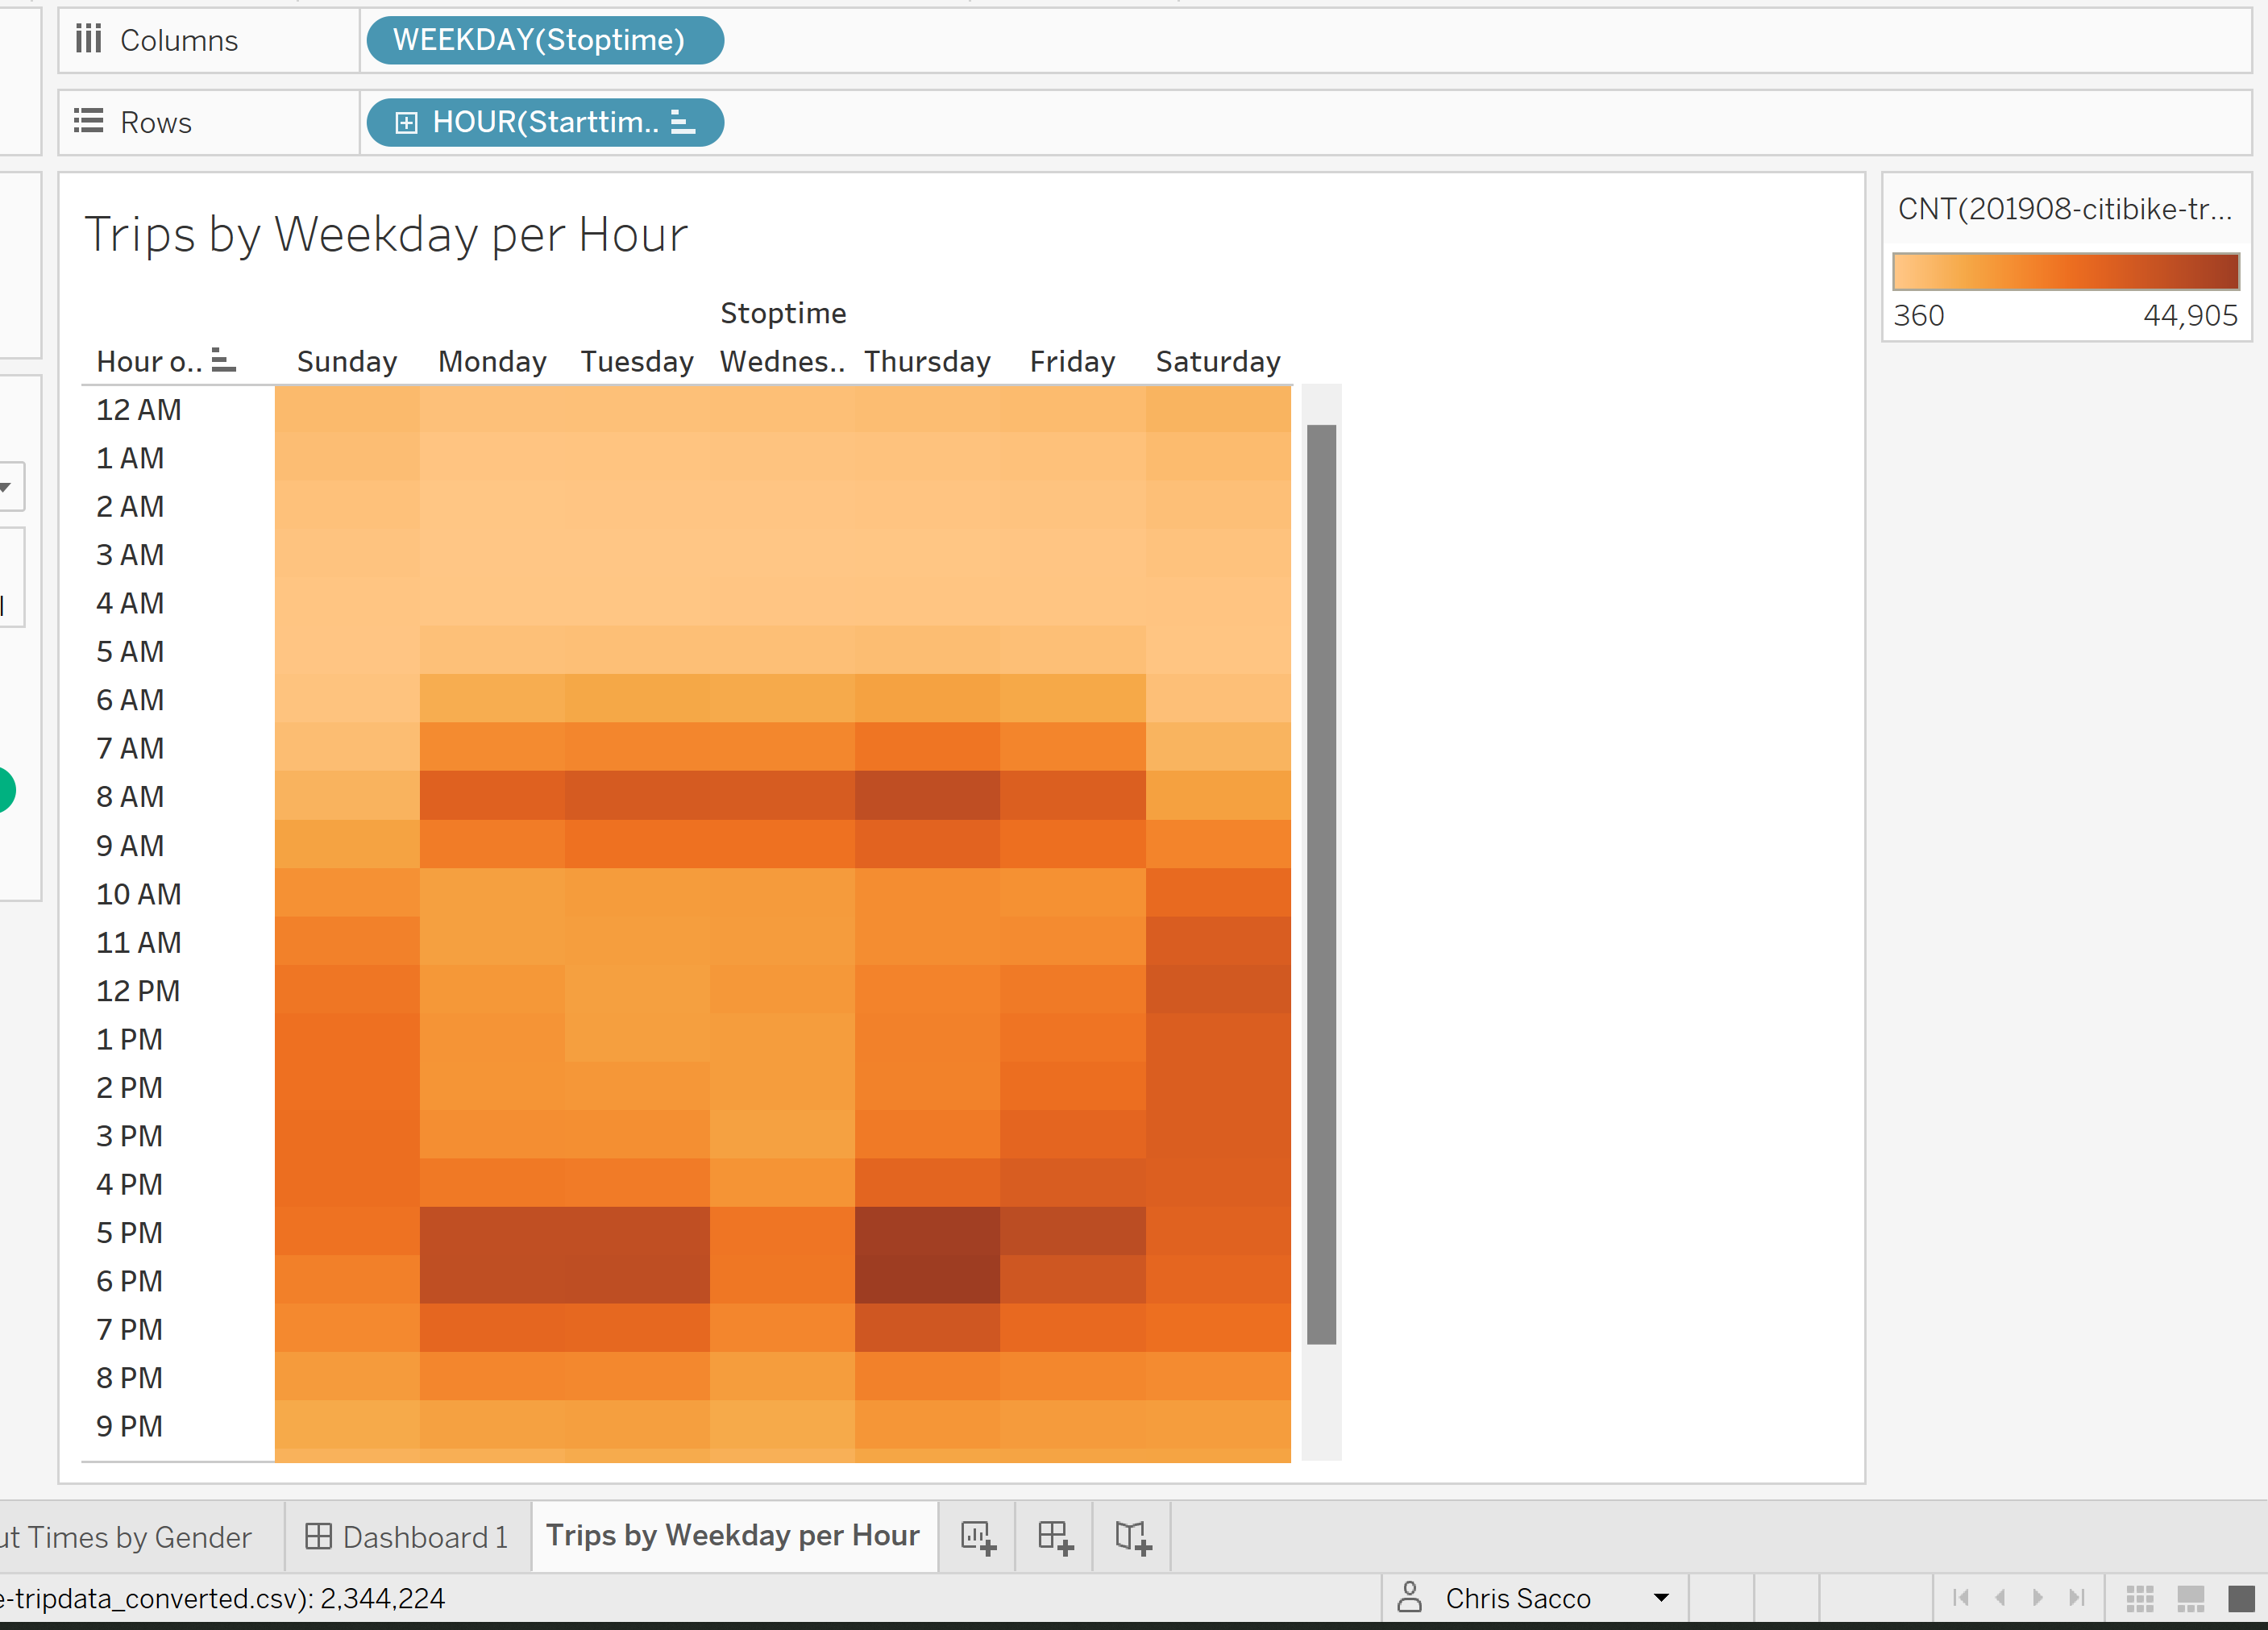 Columns WEEKDAY(Stoptime)
Rows HOUR(Starttim..
Trips by Weekday per Hour
CNT(201908-citibike-tr...
360 44,905
Stoptime
Hour o.. Sunday Monday Tuesday Wednes.. Thursday Friday Saturday
12 AM
1 AM
2 AM
3 AM
4 AM
5 AM
6 AM
7 AM
8 AM
9 AM
10 AM
11 AM
12 PM
1 PM
2 PM
3 PM
4 PM
5 PM
6 PM
7 PM
8 PM
9 PM
ut Times by Gender Dashboard 1 Trips by Weekday per Hour
e-tripdata_converted.csv): 2,344,224 Chris Sacco